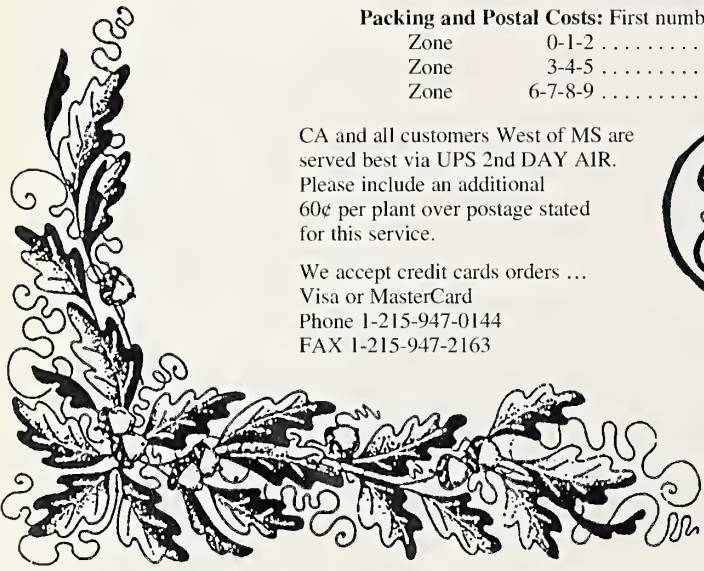 Packing and Postal Costs: First numb
Zone 0-1-2 . . . . . . . . .
Zone 3-4-5 . . . . . . . . .
Zone 6-7-8-9 . . . . . . . . .
CA and all customers West of MS are
served best via UPS 2nd DAY AIR.
Please include an additional
60¢ per plant over postage stated
for this service.
We accept credit cards orders ...
Visa or MasterCard
Phone 1-215-947-0144
FAX 1-215-947-2163